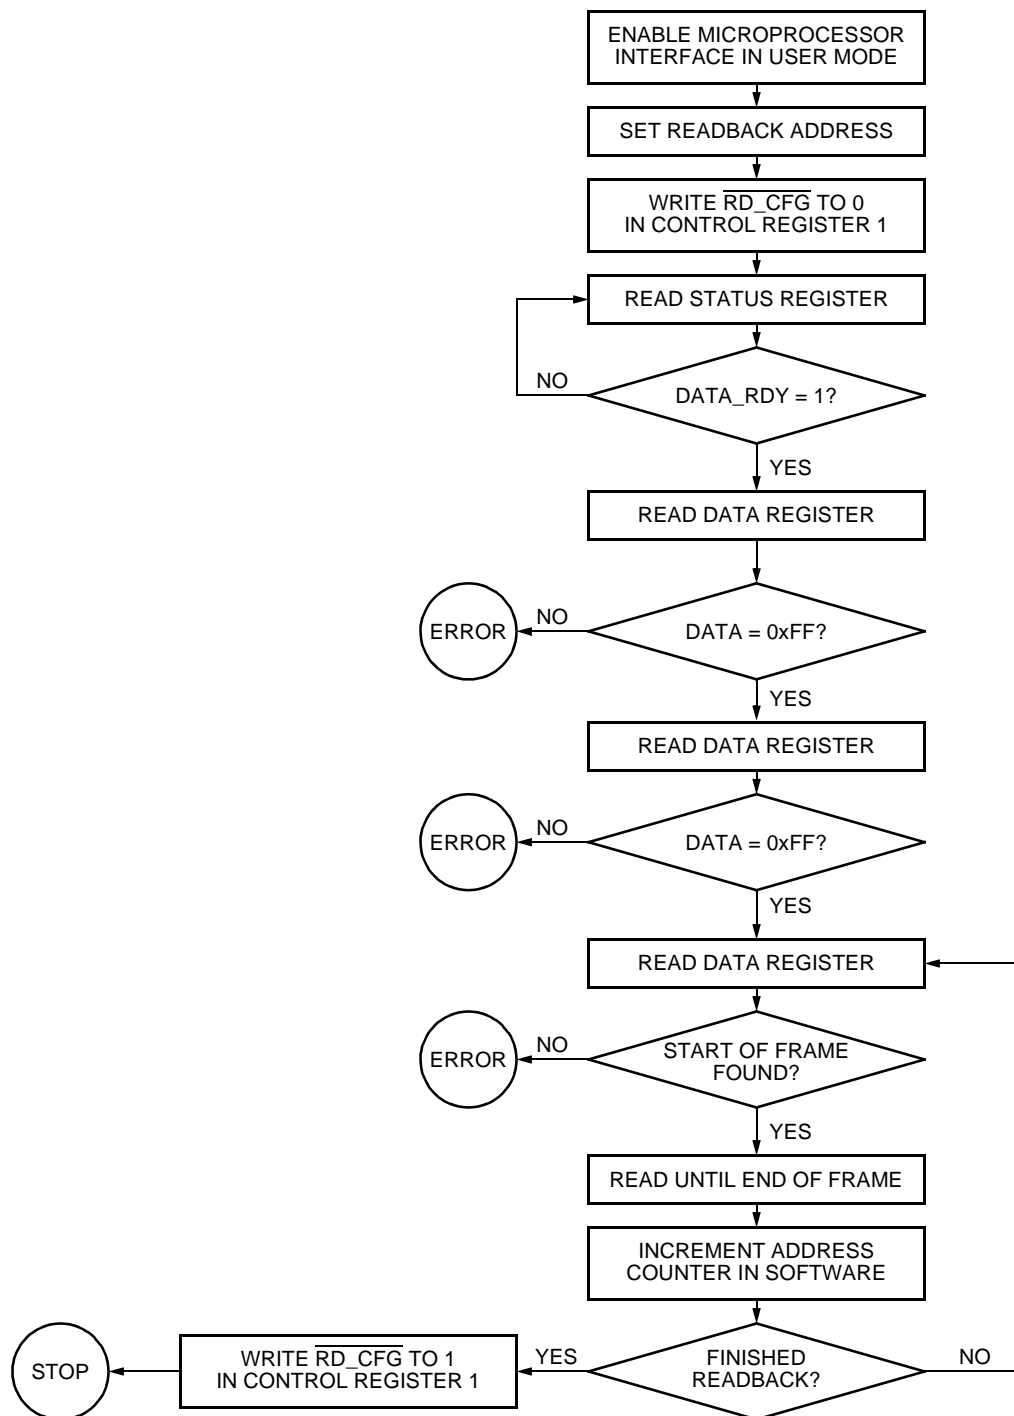 ENABLE MICROPROCESSOR
INTERFACE IN USER MODE
SET READBACK ADDRESS
WRITE RD_CFG TO 0
IN CONTROL REGISTER 1
READ STATUS REGISTER
NO
DATA_RDY = 1?
YES
READ DATA REGISTER
ERROR
NO
DATA = 0xFF?
YES
READ DATA REGISTER
ERROR
NO
DATA = 0xFF?
YES
READ DATA REGISTER
ERROR
NO
START OF FRAME
FOUND?
YES
READ UNTIL END OF FRAME
INCREMENT ADDRESS
COUNTER IN SOFTWARE
STOP
WRITE RD_CFG TO 1
IN CONTROL REGISTER 1
YES
FINISHED
READBACK?
NO